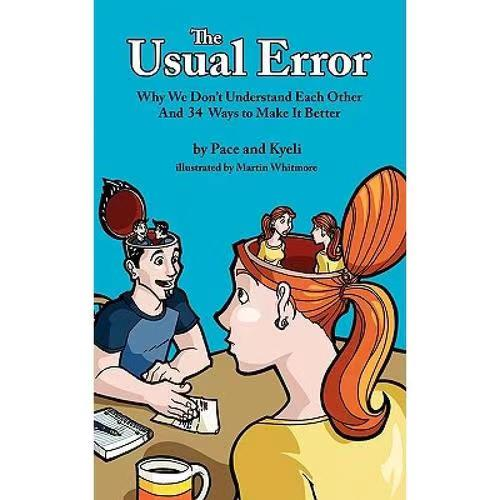 The
Usual Error
Why We Don't Understand Each Other
And 34 Ways to Make It Better
by Pace and Kyeli
illustrated by Martin Whitmore